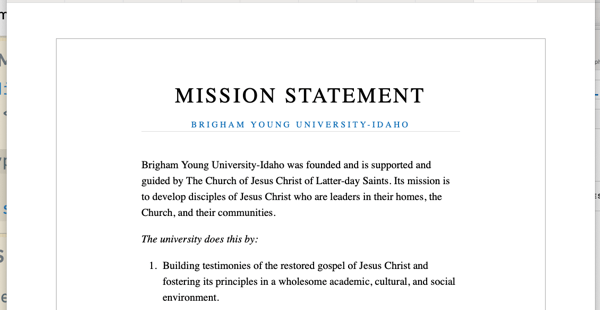 MISSION STATEMENT
BRIGHAM YOUNG UNIVERSITY-IDAHO
Brigham Young University-Idaho was founded and is supported and
guided by The Church of Jesus Christ of Latter-day Saints. Its mission is
to develop disciples of Jesus Christ who are leaders in their homes, the
Church, and their communities.
The university does this by:
1. Building testimonies of the restored gospel of Jesus Christ and
fostering its principles in a wholesome academic, cultural, and social
environment.